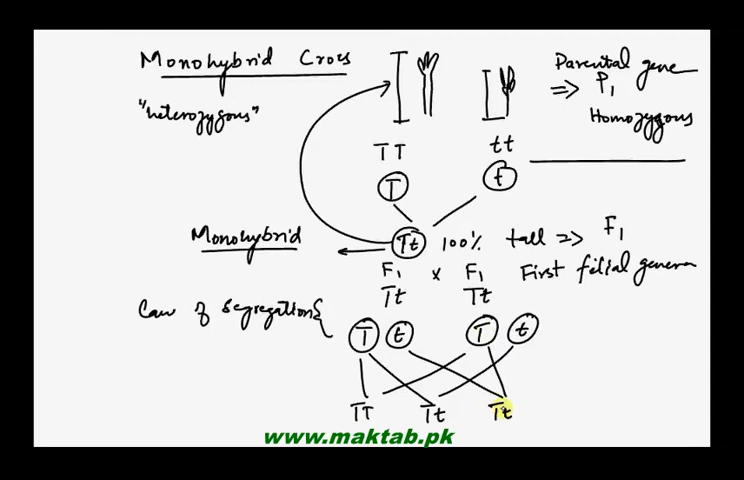 Monohybrid Cross
Parental gene
⇒ P1
"heterozygous"
Homozygous
TT
tt
T
t
Monohybrid
Tt 100% tall ⇒ F1
F1 x F1 First filial genera
Tt Tt
Law of Segregation {
T t T t
TT Tt Tt
www.maktab.pk